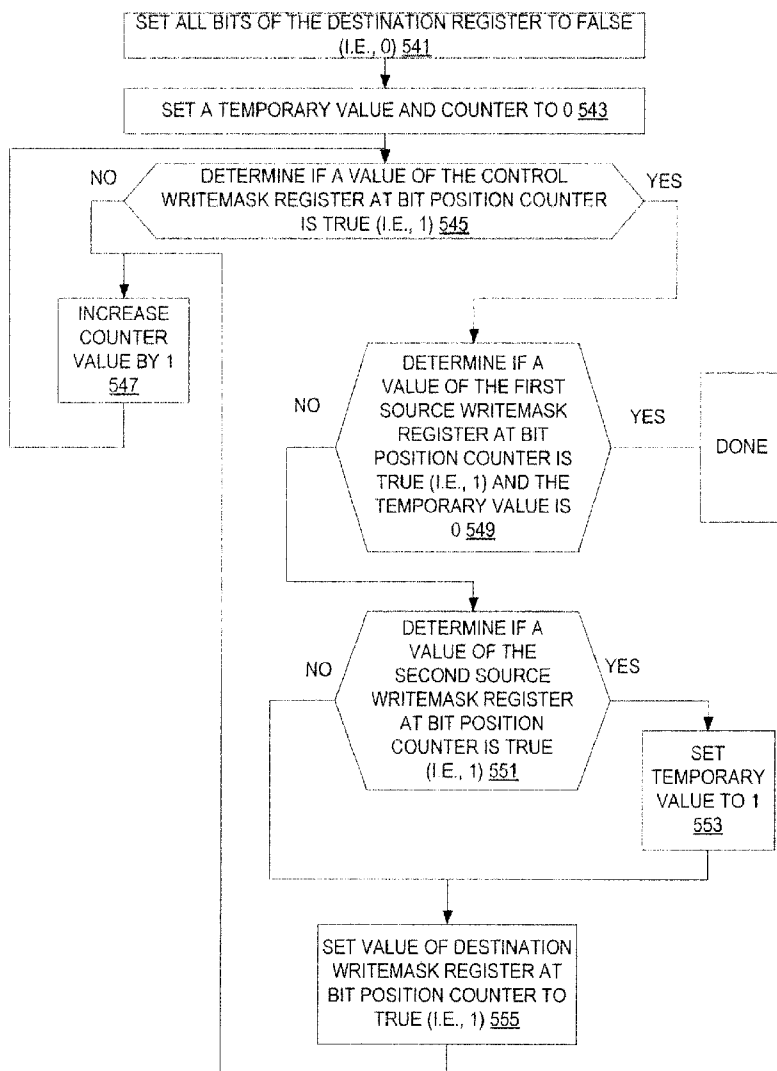 SET ALL BITS OF THE DESTINATION REGISTER TO FALSE
(I.E., 0) 541
SET A TEMPORARY VALUE AND COUNTER TO 0 543
NO
DETERMINE IF A VALUE OF THE CONTROL
WRITEMASK REGISTER AT BIT POSITION COUNTER
IS TRUE (I.E., 1) 545
YES
INCREASE
COUNTER
VALUE BY 1
547
NO
DETERMINE IF A
VALUE OF THE FIRST
SOURCE WRITEMASK
REGISTER AT BIT
POSITION COUNTER IS
TRUE (I.E., 1) AND THE
TEMPORARY VALUE IS
0 549
YES
DONE
NO
DETERMINE IF A
VALUE OF THE
SECOND SOURCE
WRITEMASK REGISTER
AT BIT POSITION
COUNTER IS TRUE
(I.E., 1) 551
YES
SET
TEMPORARY
VALUE TO 1
553
SET VALUE OF DESTINATION
WRITEMASK REGISTER AT
BIT POSITION COUNTER TO
TRUE (I.E., 1) 555